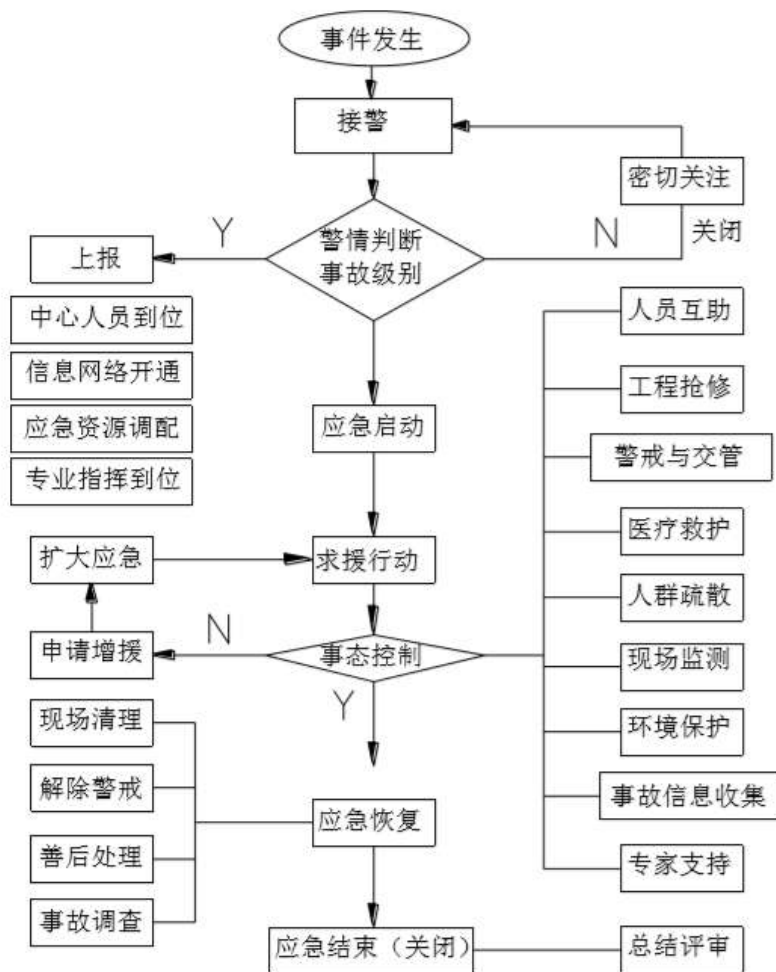 事件发生
接警
密切关注
Y
警情判断
事故级别
N
关闭
上报
中心人员到位
信息网络开通
应急资源调配
专业指挥到位
人员互助
工程抢修
应急启动
警戒与交管
医疗救护
扩大应急
求援行动
人群疏散
N
申请增援
事态控制
现场监测
Y
现场清理
环境保护
解除警戒
事故信息收集
应急恢复
善后处理
专家支持
事故调查
应急结束（关闭）
总结评审